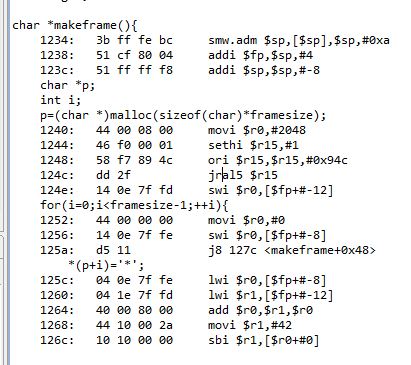 char *makeframe(){
1234: 3b ff fe bc smw.adm $sp,[$sp],$sp,#0xa
1238: 51 cf 80 04 addi $fp,$sp,#4
123c: 51 ff ff f8 addi $sp,$sp,#-8
char *p;
int i;
p=(char *)malloc(sizeof(char)*framesize);
1240: 44 00 08 00 movi $r0,#2048
1244: 46 f0 00 01 sethi $r15,#1
1248: 58 f7 89 4c ori $r15,$r15,#0x94c
124c: dd 2f jral5 $r15
124e: 14 0e 7f fd swi $r0,[$fp+#-12]
for(i=0;i<framesize-1;++i){
1252: 44 00 00 00 movi $r0,#0
1256: 14 0e 7f fe swi $r0,[$fp+#-8]
125a: d5 11 j8 127c <makeframe+0x48>
*(p+i)='*';
125c: 04 0e 7f fe lwi $r0,[$fp+#-8]
1260: 04 1e 7f fd lwi $r1,[$fp+#-12]
1264: 40 00 80 00 add $r0,$r1,$r0
1268: 44 10 00 2a movi $r1,#42
126c: 10 10 00 00 sbi $r1,[$r0+#0]